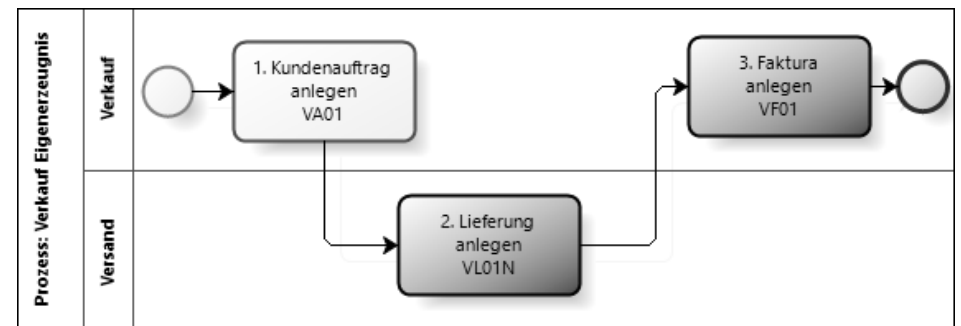 Prozess: Verkauf Eigenerzeugnis
Verkauf
1. Kundenauftrag
anlegen
VA01
3. Faktura
anlegen
VF01
Versand
2. Lieferung
anlegen
VL01N